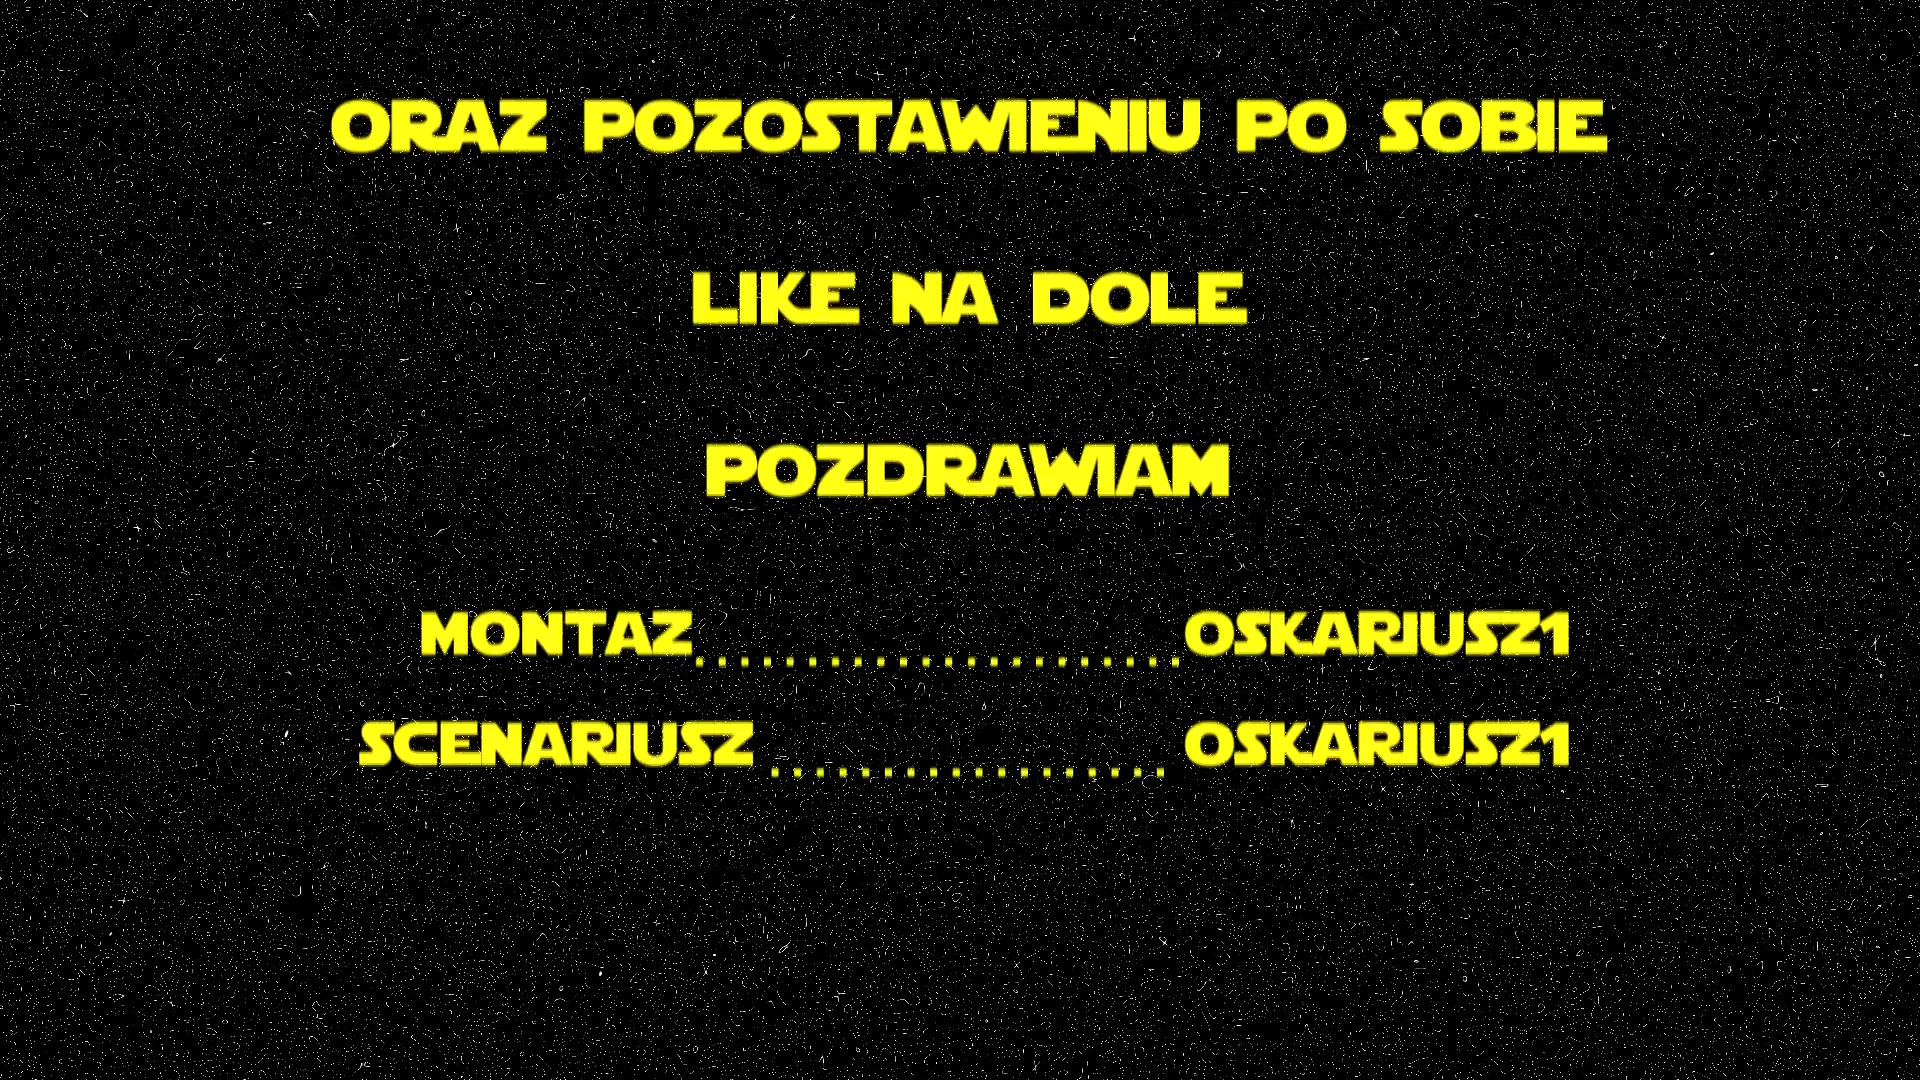 ORAZ POZOSTAWIENIU PO SOBIE
LIKE NA DOLE
POZDRAWIAM
MONTAZ......................OSKARIUSZ1
SCENARIUSZ ..................OSKARIUSZ1